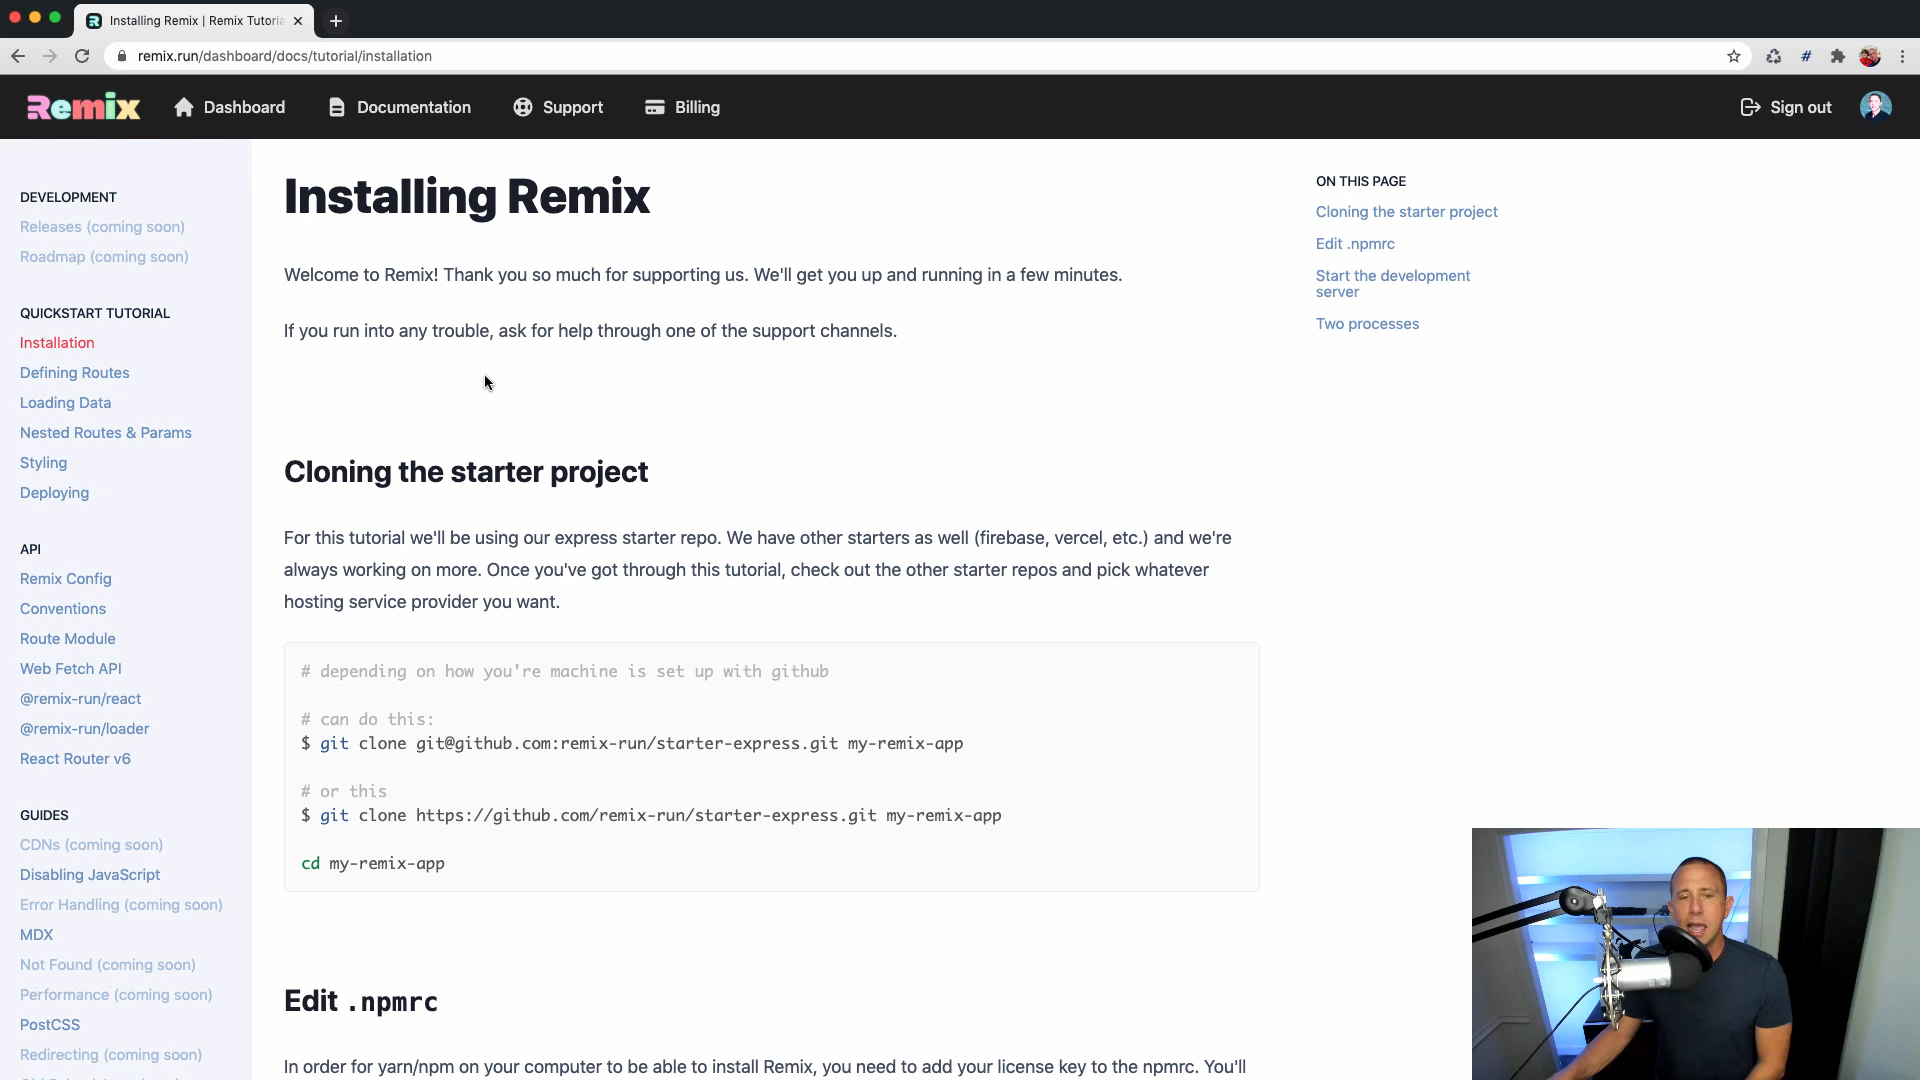 Installing Remix | Remix Tutoria
remix.run/dashboard/docs/tutorial/installation
#
Remix
Dashboard
Documentation
Support
Billing
Sign out
DEVELOPMENT
Releases (coming soon)
Roadmap (coming soon)
QUICKSTART TUTORIAL
Installation
Defining Routes
Loading Data
Nested Routes & Params
Styling
Deploying
API
Remix Config
Conventions
Route Module
Web Fetch API
@remix-run/react
@remix-run/loader
React Router v6
GUIDES
CDNs (coming soon)
Disabling JavaScript
Error Handling (coming soon)
MDX
Not Found (coming soon)
Performance (coming soon)
PostCSS
Redirecting (coming soon)
Installing Remix
Welcome to Remix! Thank you so much for supporting us. We'll get you up and running in a few minutes.
If you run into any trouble, ask for help through one of the support channels.
Cloning the starter project
For this tutorial we'll be using our express starter repo. We have other starters as well (firebase, vercel, etc.) and we're
always working on more. Once you've got through this tutorial, check out the other starter repos and pick whatever
hosting service provider you want.
# depending on how you're machine is set up with github
# can do this:
$ git clone git@github.com:remix-run/starter-express.git my-remix-app
# or this
$ git clone https://github.com/remix-run/starter-express.git my-remix-app
cd my-remix-app
Edit .npmrc
In order for yarn/npm on your computer to be able to install Remix, you need to add your license key to the npmrc. You'll
ON THIS PAGE
Cloning the starter project
Edit .npmrc
Start the development
server
Two processes